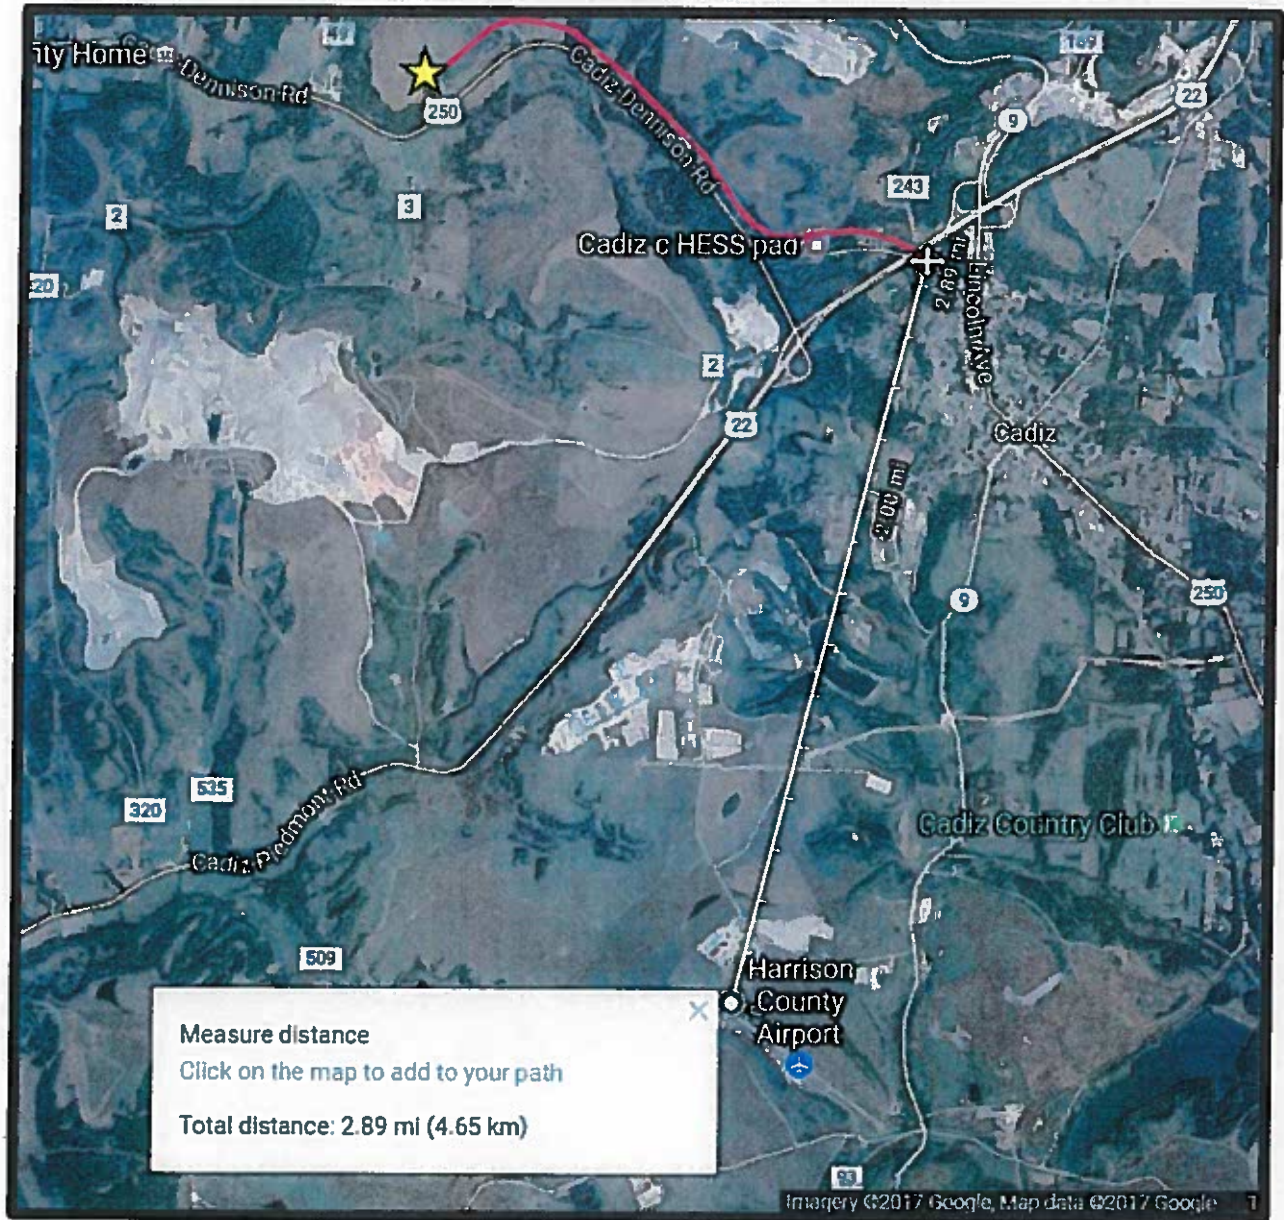 ity Home
Dennison Rd
250
Cadiz-Dennison Rd
22
9
243
2
3
Cadiz c HESS pad
2.89 mi
Lincoln Ave
20
2
22
Cadiz
2.00 mi
250
9
535
320
Cadiz Piedmont Rd
Cadiz Country Club
509
Harrison
County
Airport
Measure distance
Click on the map to add to your path
Total distance: 2.89 mi (4.65 km)
Imagery ©2017 Google, Map data ©2017 Google